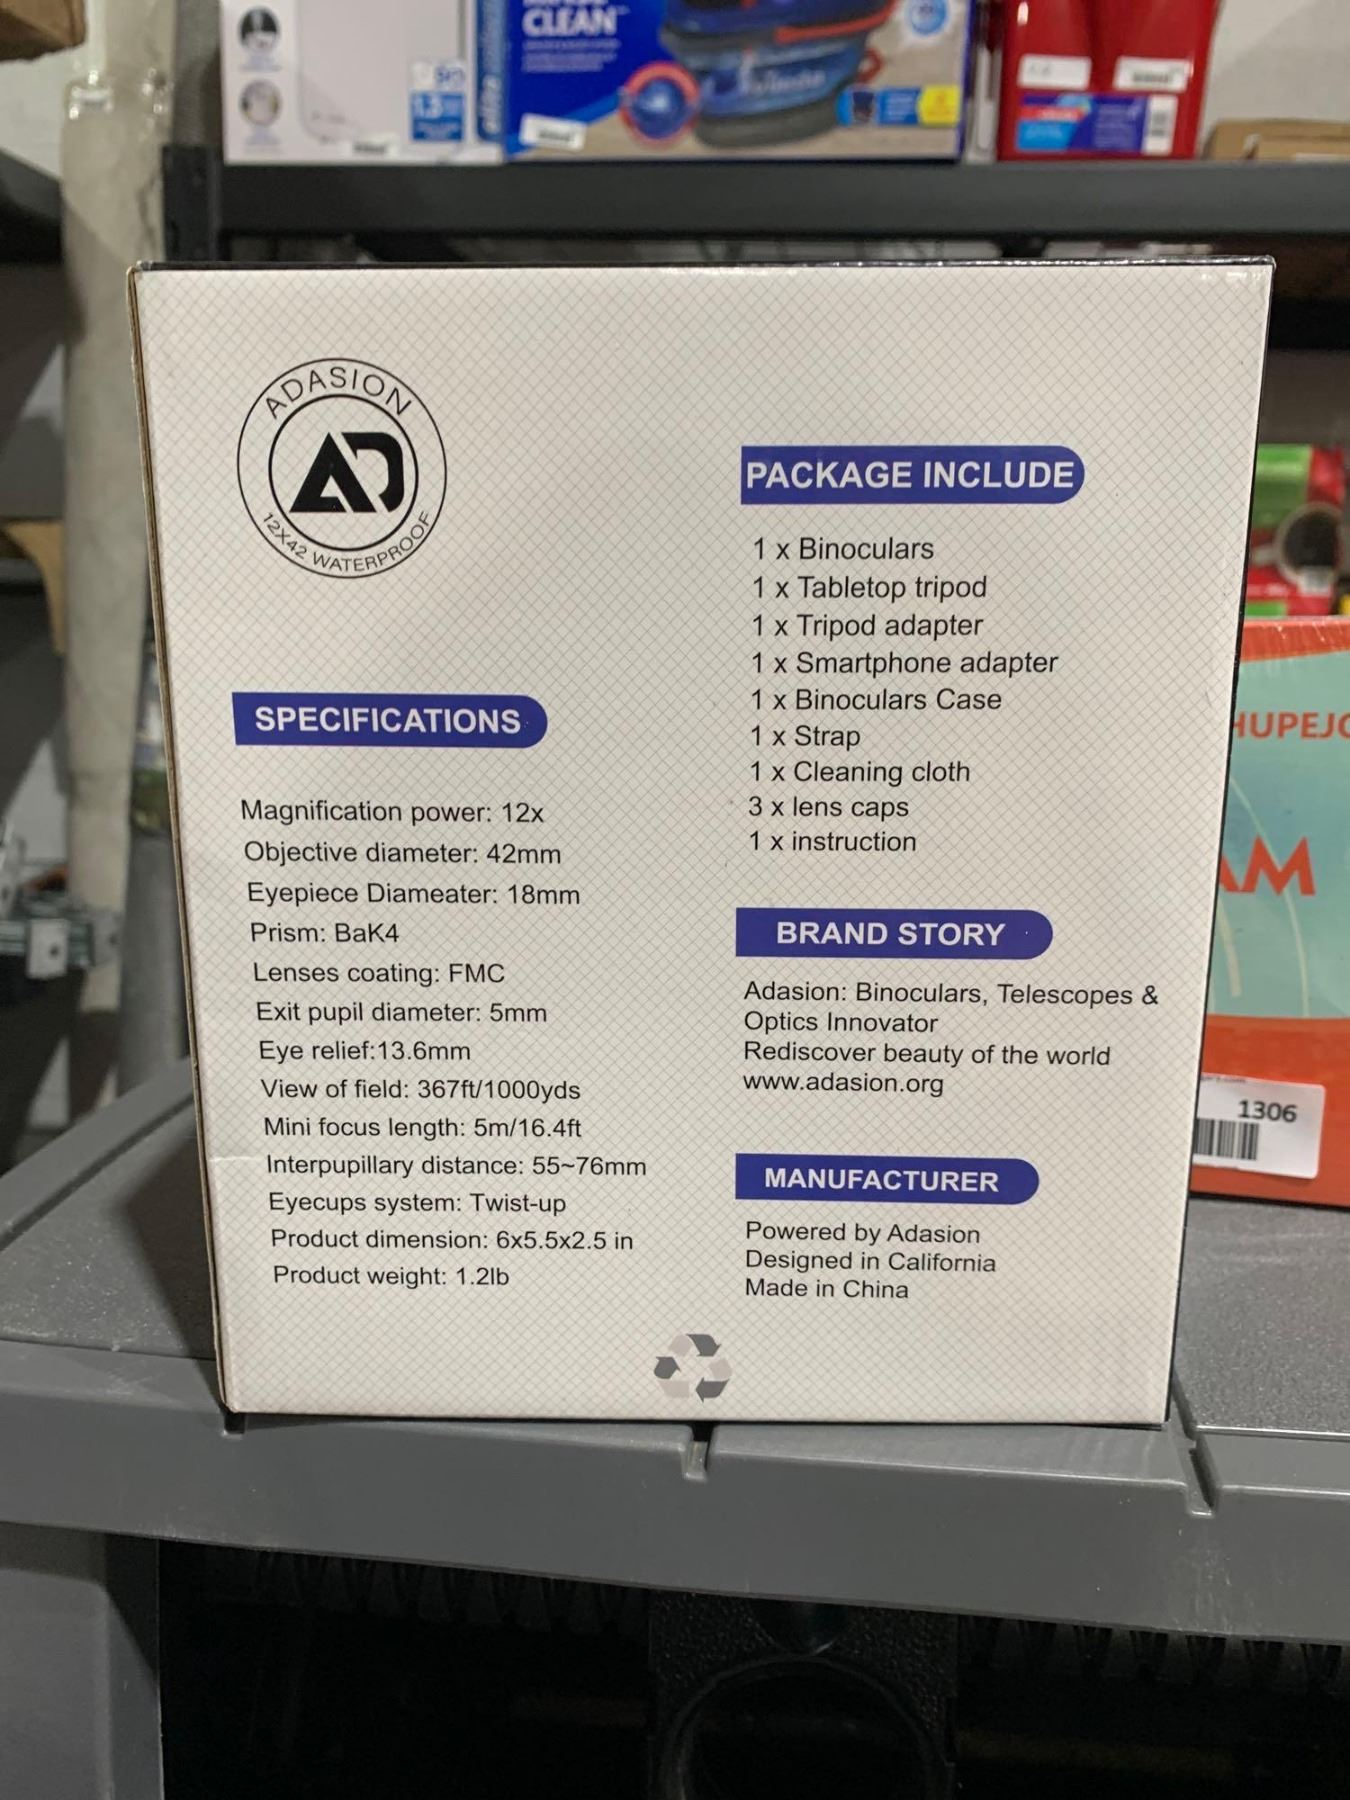 CLEAN
ADASION
AD
12X42 WATERPROOF
SPECIFICATIONS
Magnification power: 12x
Objective diameter: 42mm
Eyepiece Diameater: 18mm
Prism: BaK4
Lenses coating: FMC
Exit pupil diameter: 5mm
Eye relief:13.6mm
View of field: 367ft/1000yds
Mini focus length: 5m/16.4ft
Interpupillary distance: 55~76mm
Eyecups system: Twist-up
Product dimension: 6x5.5x2.5 in
Product weight: 1.2lb
PACKAGE INCLUDE
1 x Binoculars
1 x Tabletop tripod
1 x Tripod adapter
1 x Smartphone adapter
1 x Binoculars Case
1 x Strap
1 x Cleaning cloth
3 x lens caps
1 x instruction
BRAND STORY
Adasion: Binoculars, Telescopes &
Optics Innovator
Rediscover beauty of the world
www.adasion.org
MANUFACTURER
Powered by Adasion
Designed in California
Made in China
HUPEJO
AM
1306